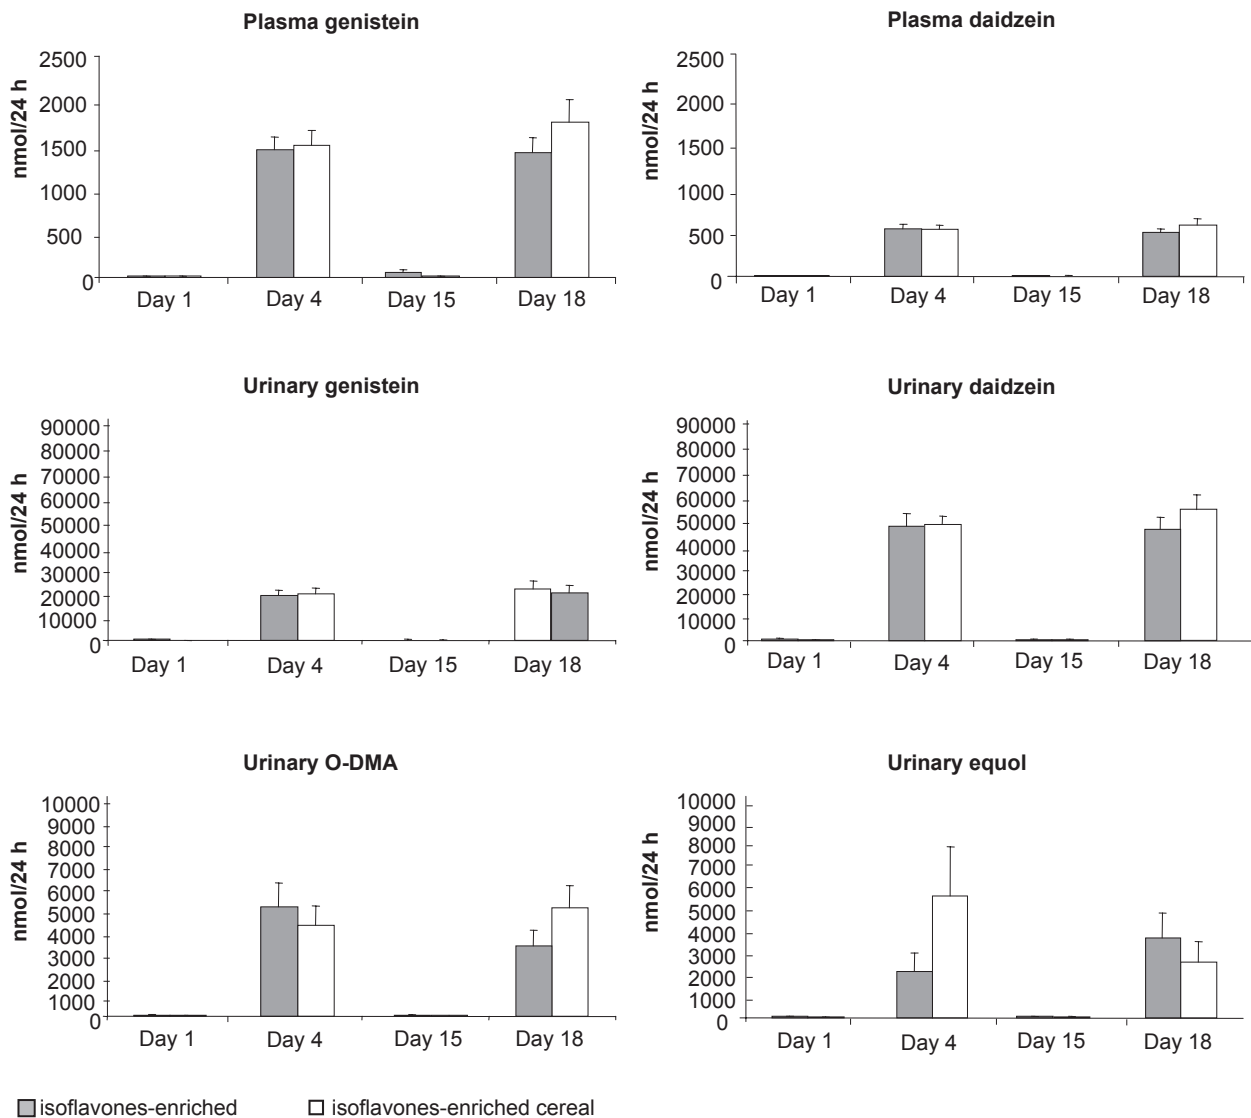 Plasma genistein
nmol/24 h
2500
2000
1500
1000
500
0
Day 1
Day 4
Day 15
Day 18
Plasma daidzein
nmol/24 h
2500
2000
1500
1000
500
0
Day 1
Day 4
Day 15
Day 18
Urinary genistein
nmol/24 h
90000
80000
70000
60000
50000
40000
30000
20000
10000
0
Day 1
Day 4
Day 15
Day 18
Urinary daidzein
nmol/24 h
90000
80000
70000
60000
50000
40000
30000
20000
10000
0
Day 1
Day 4
Day 15
Day 18
Urinary O-DMA
nmol/24 h
10000
9000
8000
7000
6000
5000
4000
3000
2000
1000
0
Day 1
Day 4
Day 15
Day 18
Urinary equol
nmol/24 h
10000
9000
8000
7000
6000
5000
4000
3000
2000
1000
0
Day 1
Day 4
Day 15
Day 18
isoflavones-enriched
isoflavones-enriched cereal